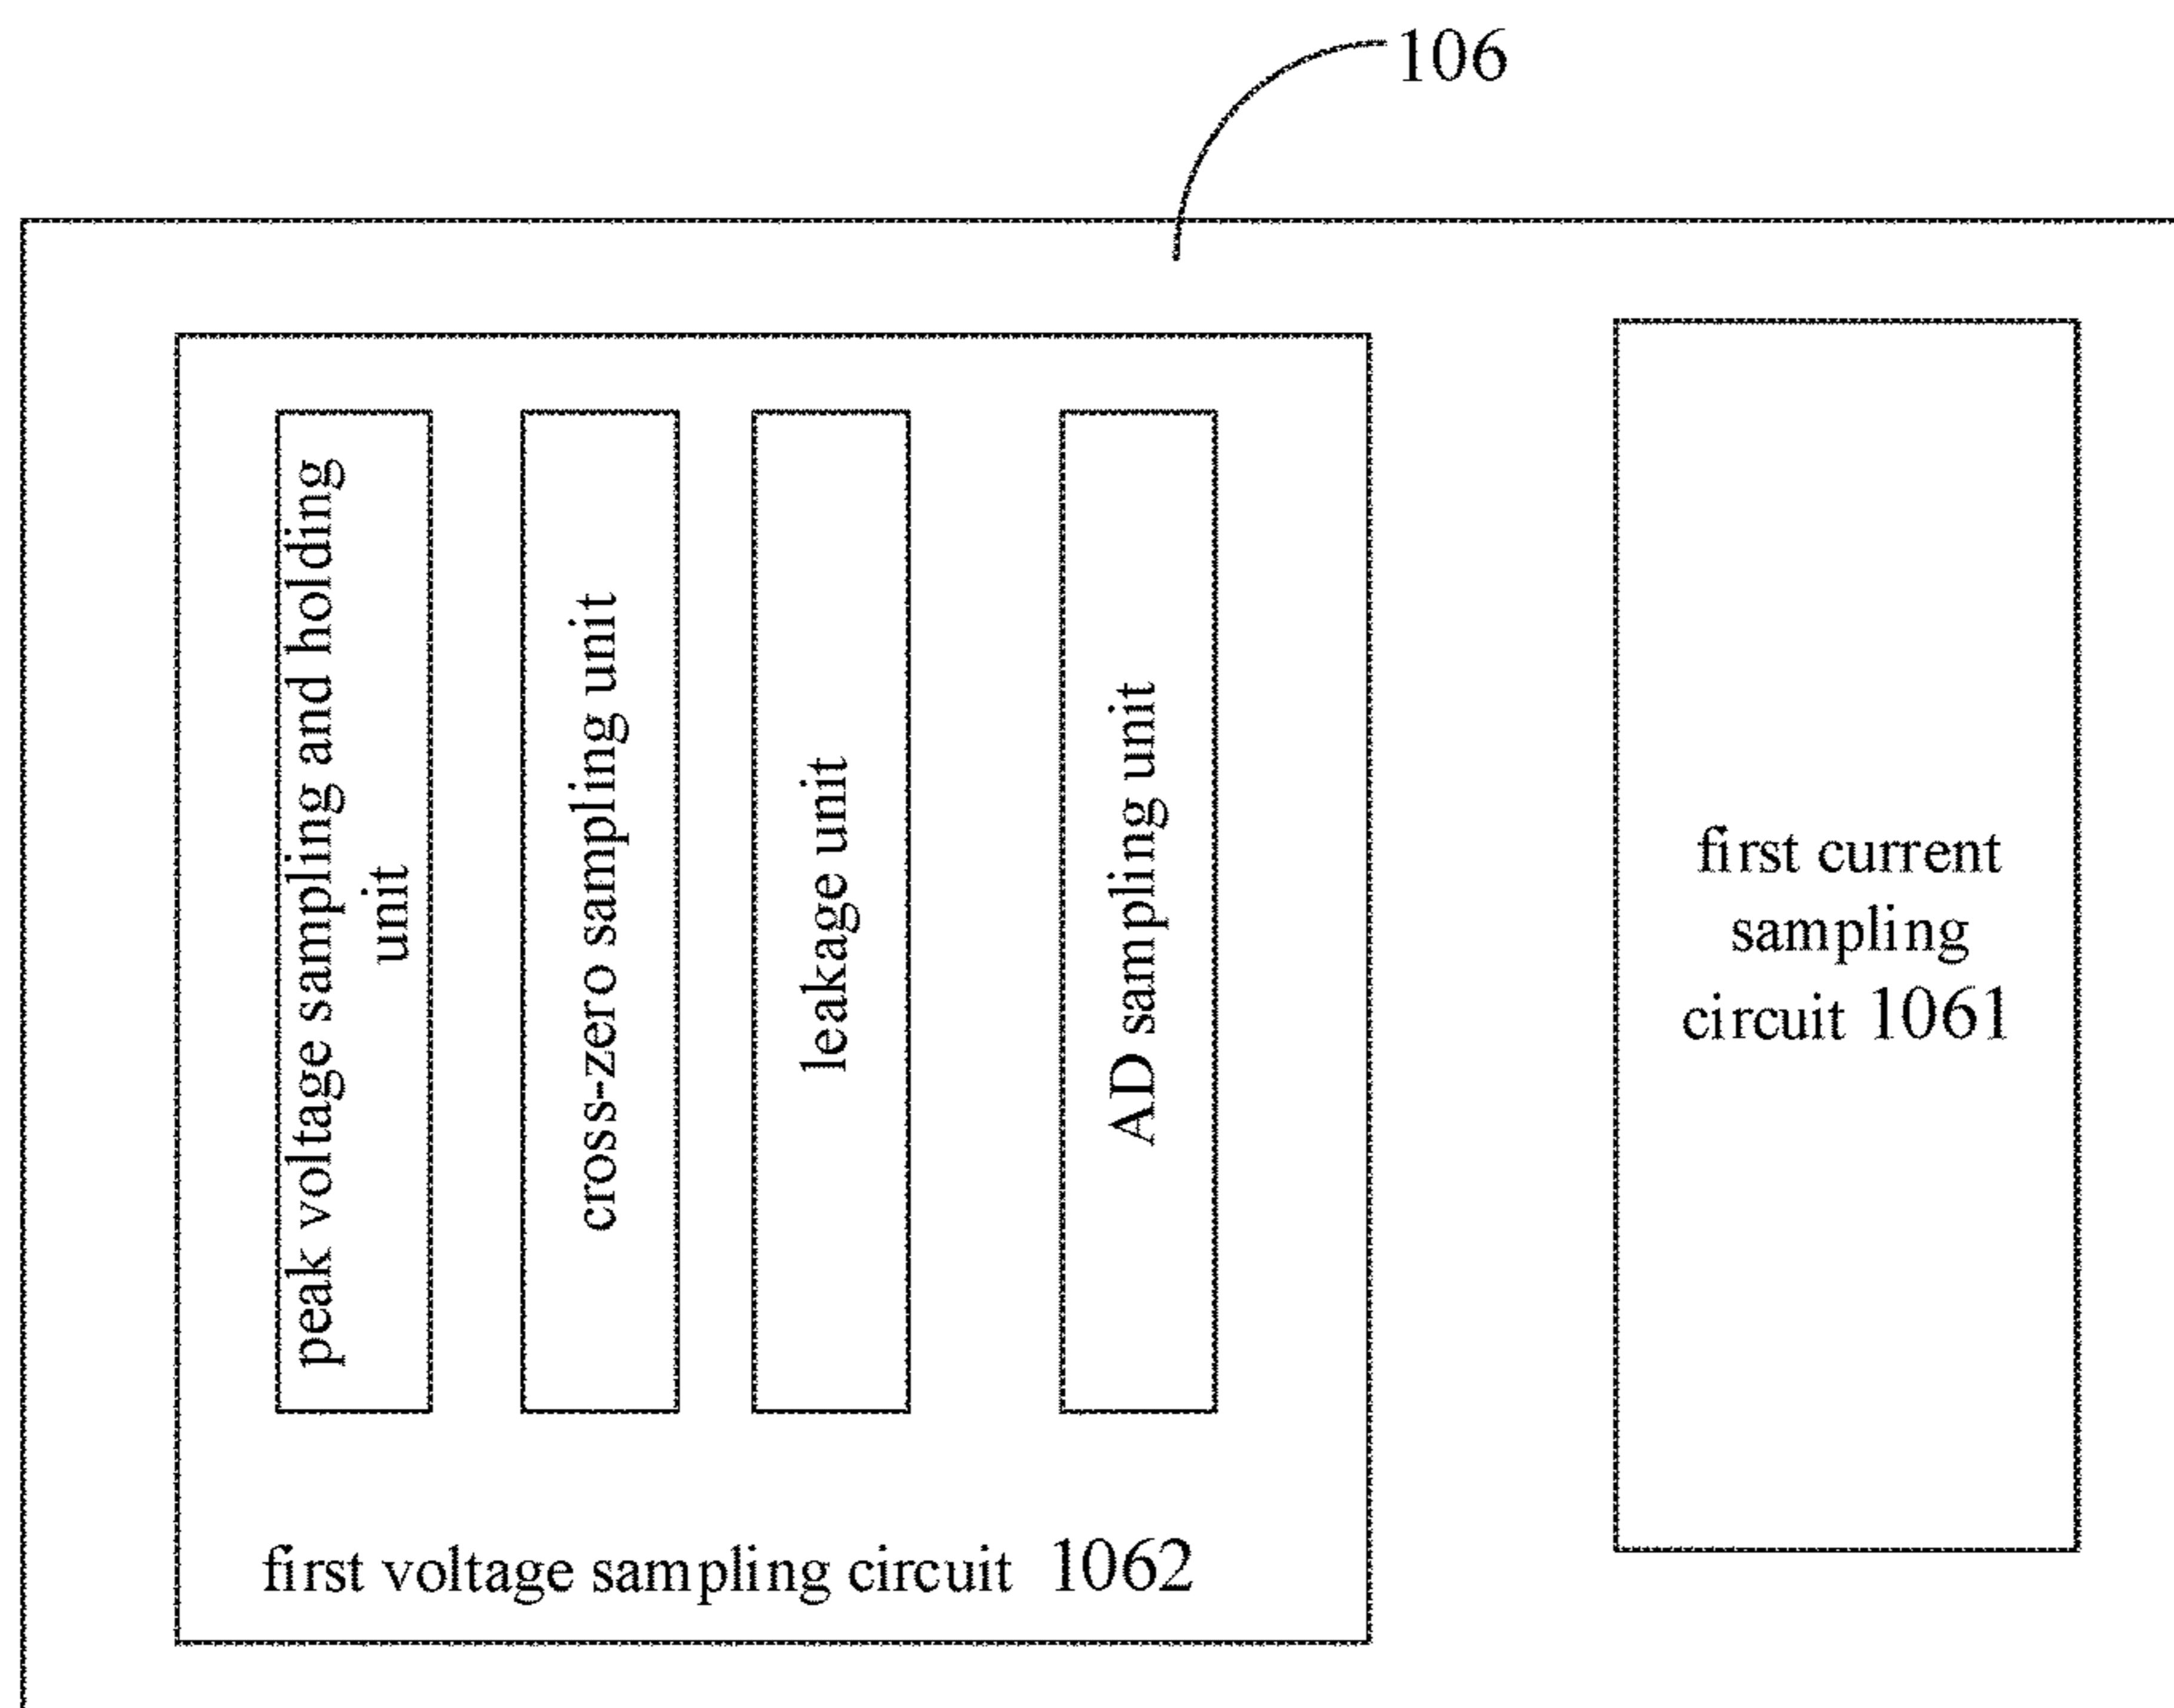 106
peak voltage sampling and holding
unit
cross-zero sampling unit
leakage unit
AD sampling unit
first voltage sampling circuit 1062
first current
sampling
circuit 1061